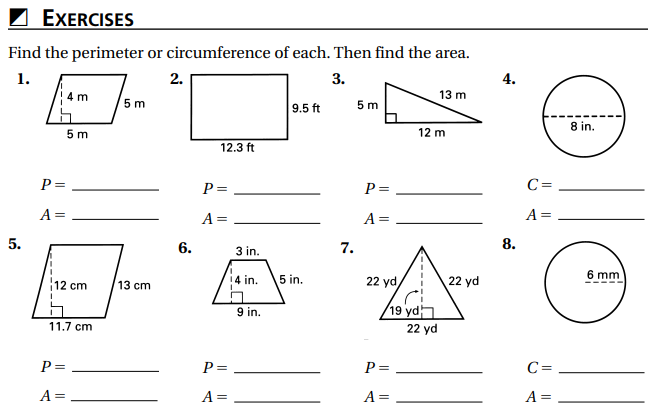 EXERCISES
Find the perimeter or circumference of each. Then find the area.
1. 2. 3. 4.
4 m
5 m
5 m
9.5 ft
12.3 ft
5 m
13 m
12 m
8 in.
P = P = P = C =
A = A = A = A =
5. 6. 7. 8.
12 cm
13 cm
11.7 cm
3 in.
4 in.
5 in.
9 in.
22 yd
22 yd
19 yd
22 yd
6 mm
P = P = P = C =
A = A = A = A =